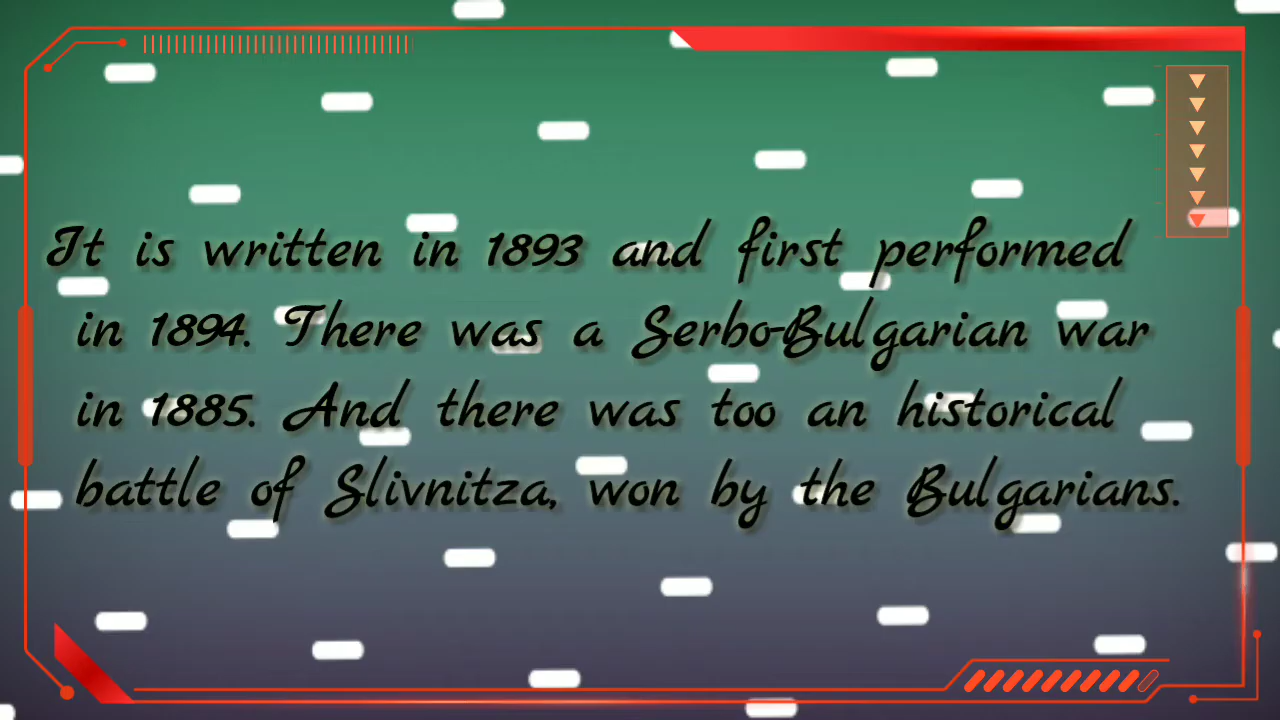 It is written in 1893 and first performed
in 1894. There was a Serbo-Bulgarian war
in 1885. And there was too an historical
battle of Slivnitza, won by the Bulgarians.